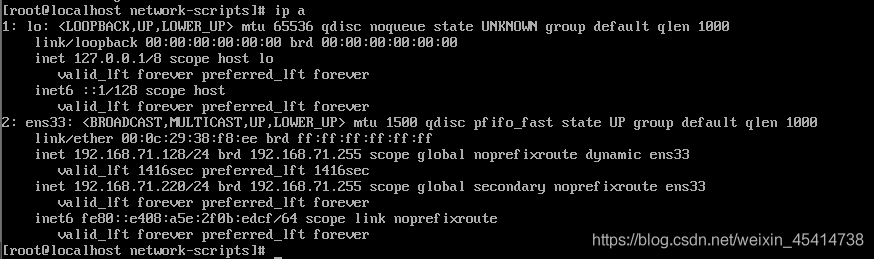 [root@localhost network-scripts]# ip a
1: lo: <LOOPBACK,UP,LOWER_UP> mtu 65536 qdisc noqueue state UNKNOWN group default qlen 1000
    link/loopback 00:00:00:00:00:00 brd 00:00:00:00:00:00
    inet 127.0.0.1/8 scope host lo
       valid_lft forever preferred_lft forever
    inet6 ::1/128 scope host
       valid_lft forever preferred_lft forever
2: ens33: <BROADCAST,MULTICAST,UP,LOWER_UP> mtu 1500 qdisc pfifo_fast state UP group default qlen 1000
    link/ether 00:0c:29:38:f8:ee brd ff:ff:ff:ff:ff:ff
    inet 192.168.71.128/24 brd 192.168.71.255 scope global noprefixroute dynamic ens33
       valid_lft 1416sec preferred_lft 1416sec
    inet 192.168.71.220/24 brd 192.168.71.255 scope global secondary noprefixroute ens33
       valid_lft forever preferred_lft forever
    inet6 fe80::e408:a5e:2f0b:edcf/64 scope link noprefixroute
       valid_lft forever preferred_lft forever
[root@localhost network-scripts]# _
https://blog.csdn.net/weixin_45414738